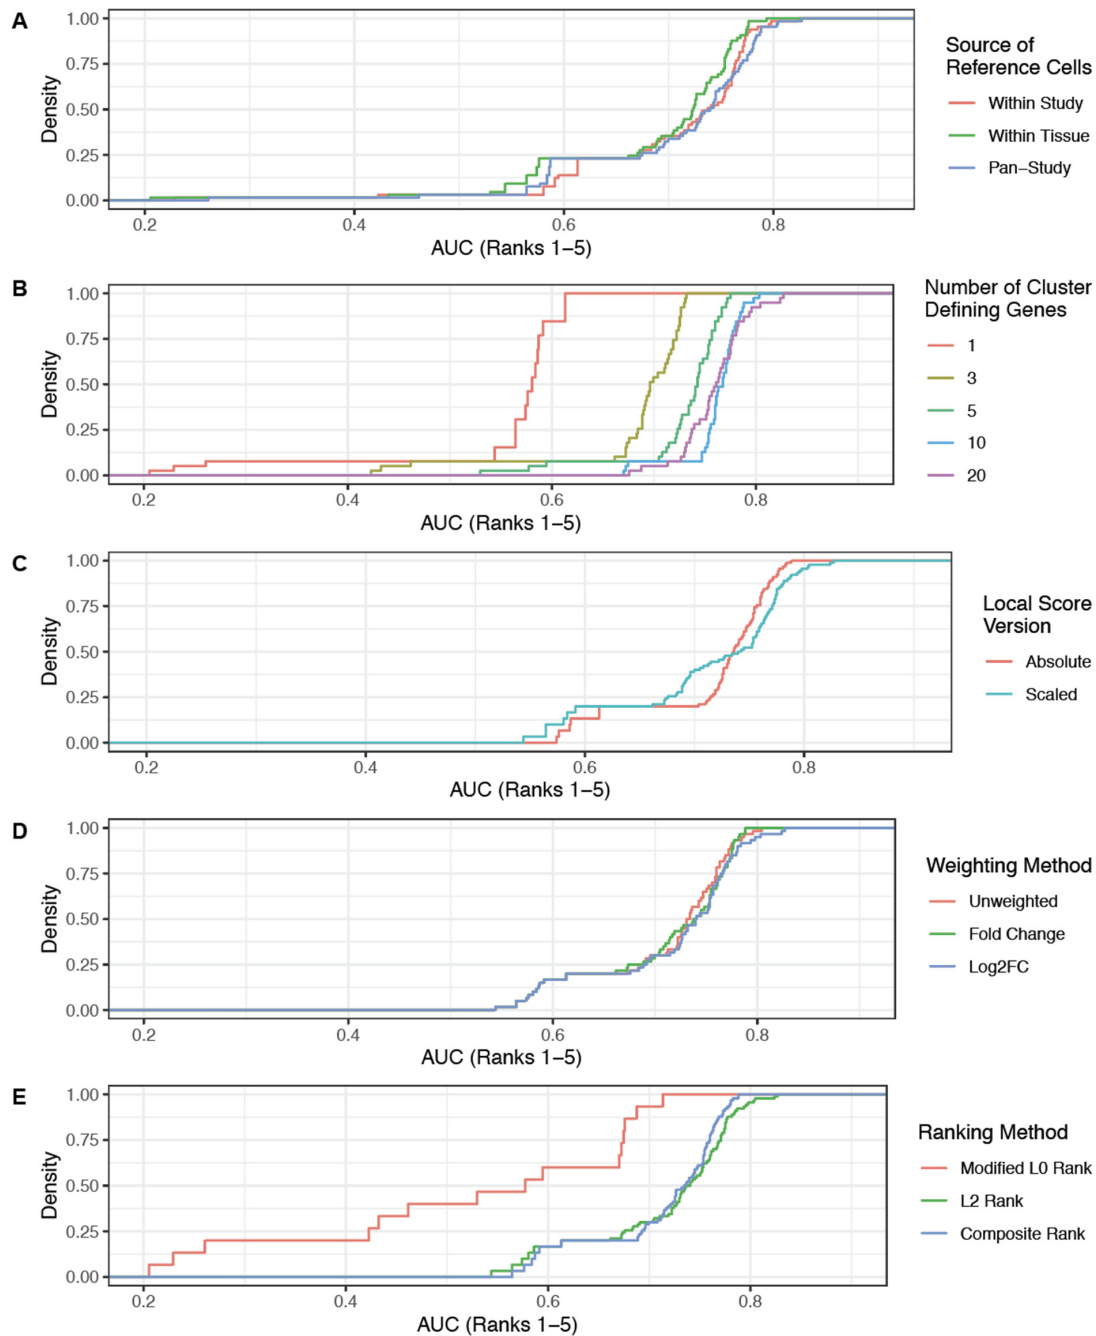 A
1.00
0.75
0.50
0.25
0.00
Density
0.2
0.4
0.6
0.8
AUC (Ranks 1–5)
Source of
Reference Cells
Within Study
Within Tissue
Pan–Study
B
1.00
0.75
0.50
0.25
0.00
Density
0.2
0.4
0.6
0.8
AUC (Ranks 1–5)
Number of Cluster
Defining Genes
1
3
5
10
20
C
1.00
0.75
0.50
0.25
0.00
Density
0.2
0.4
0.6
0.8
AUC (Ranks 1–5)
Local Score
Version
Absolute
Scaled
D
1.00
0.75
0.50
0.25
0.00
Density
0.2
0.4
0.6
0.8
AUC (Ranks 1–5)
Weighting Method
Unweighted
Fold Change
Log2FC
E
1.00
0.75
0.50
0.25
0.00
Density
0.2
0.4
0.6
0.8
AUC (Ranks 1–5)
Ranking Method
Modified L0 Rank
L2 Rank
Composite Rank